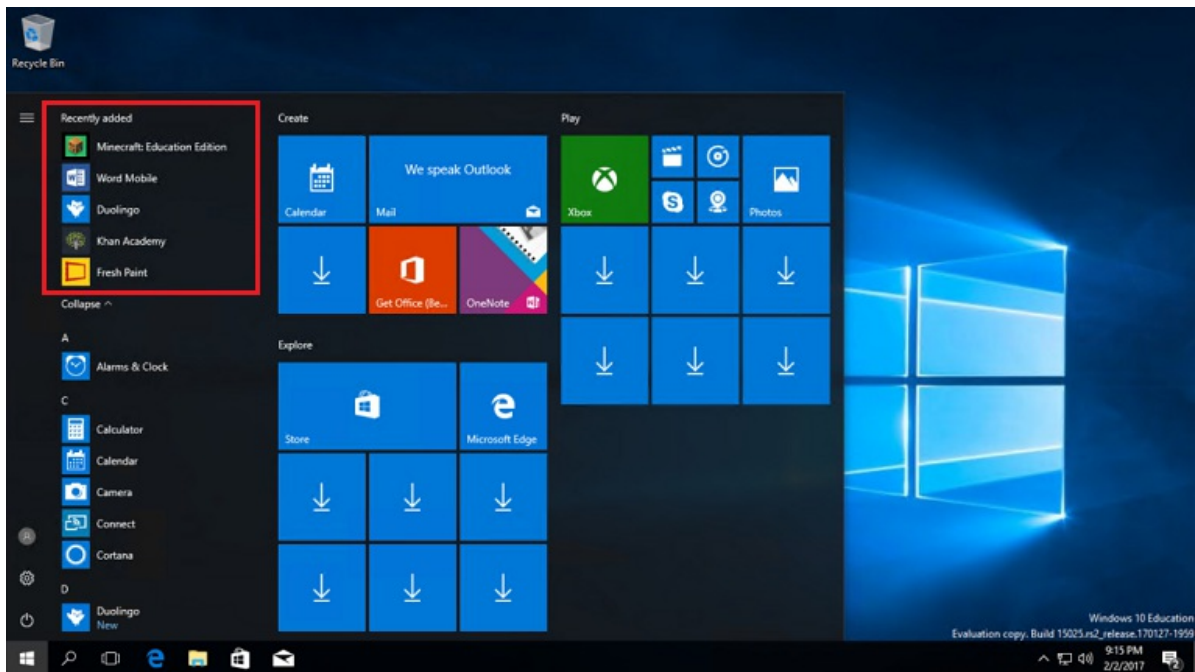 Recycle Bin
Recently added
Minecraft: Education Edition
Word Mobile
Duolingo
Khan Academy
Fresh Paint
Collapse
A
Alarms & Clock
C
Calculator
Calendar
Camera
Connect
Cortana
D
Duolingo
New
Create
We speak Outlook
Calendar
Mail
Get Office (Be...
OneNote
Explore
Store
Microsoft Edge
Play
Xbox
Photos
Windows 10 Education
Evaluation copy. Build 15025.rs2_release.170127-1959
9:15 PM
2/2/2017
2